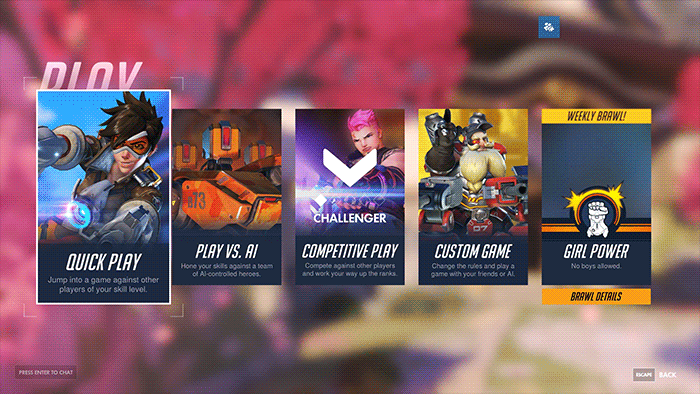 PLAY
QUICK PLAY
Jump into a game against other
players of your skill level.
PLAY VS. AI
Hone your skills against a team
of AI-controlled heroes.
CHALLENGER
COMPETITIVE PLAY
Compete against other players
and work your way up the ranks.
CUSTOM GAME
Change the rules and play a
game with your friends or AI.
WEEKLY BRAWL!
GIRL POWER
No boys allowed.
BRAWL DETAILS
PRESS ENTER TO CHAT
ESCAPE BACK